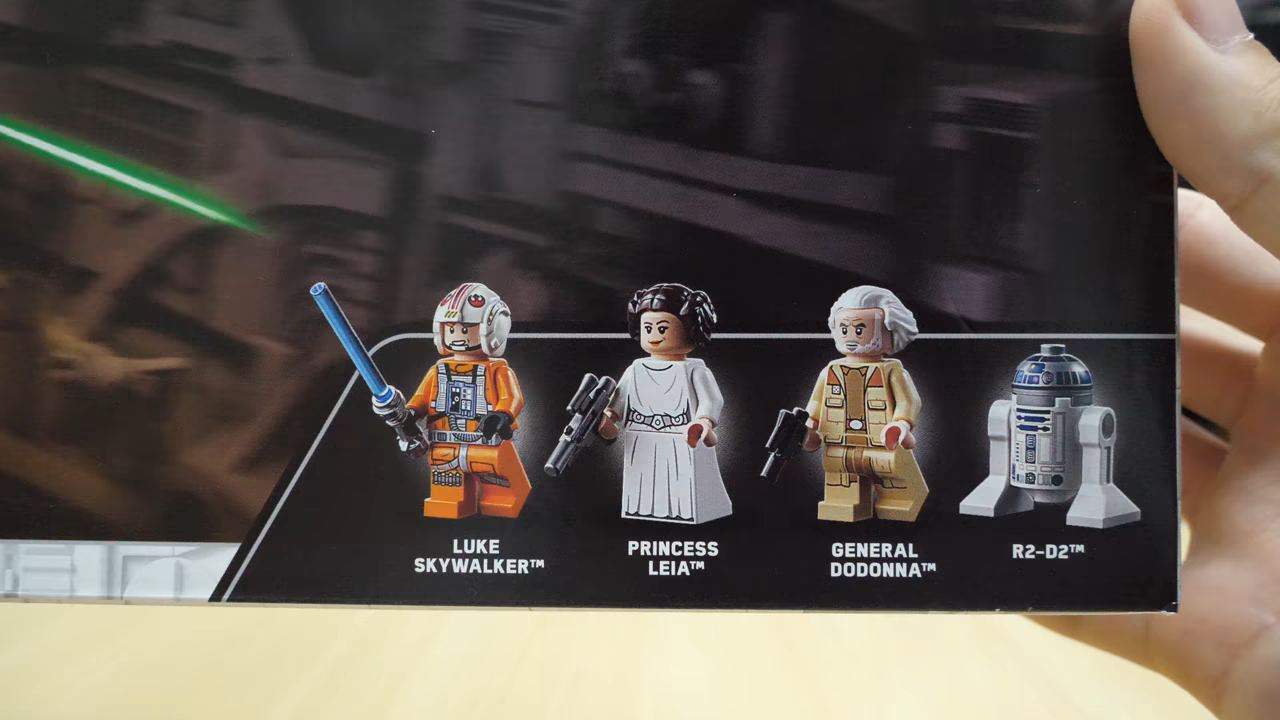 LUKE
SKYWALKER™
PRINCESS
LEIA™
GENERAL
DODONNA™
R2-D2™